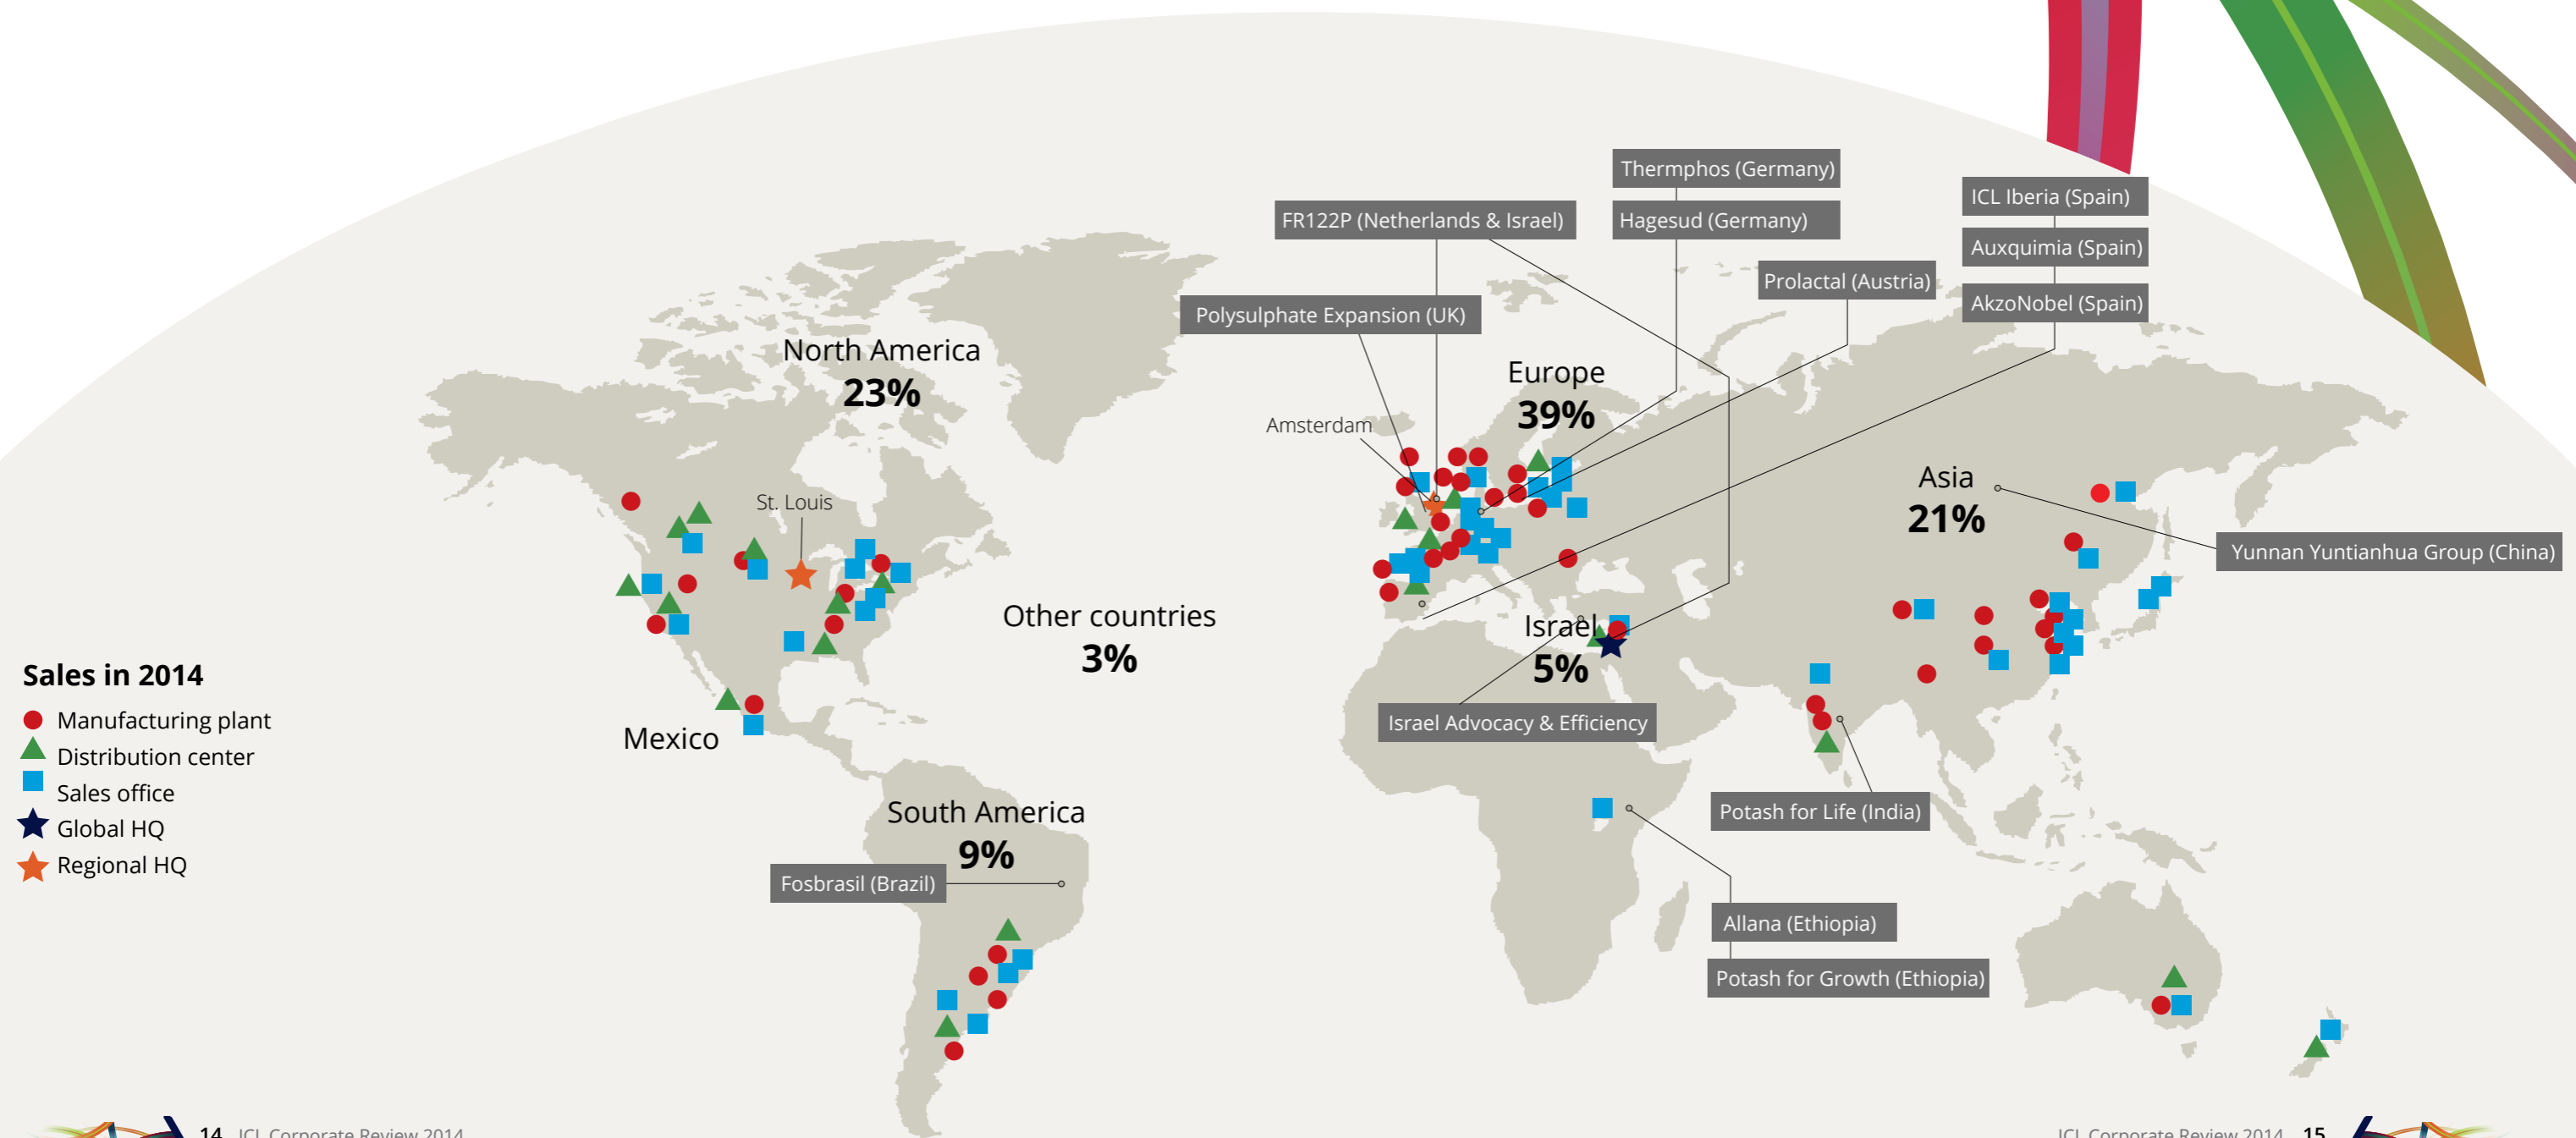 Thermphos (Germany)
Hagesud (Germany)
FR122P (Netherlands & Israel)
ICL Iberia (Spain)
Auxquimia (Spain)
AkzoNobel (Spain)
Prolactal (Austria)
Polysulphate Expansion (UK)
North America
23%
Europe
39%
Amsterdam
St. Louis
Asia
21%
Yunnan Yuntianhua Group (China)
Other countries
3%
Israel
5%
Israel Advocacy & Efficiency
Sales in 2014
Manufacturing plant
Distribution center
Sales office
Global HQ
Regional HQ
Mexico
South America
9%
Fosbrasil (Brazil)
Potash for Life (India)
Allana (Ethiopia)
Potash for Growth (Ethiopia)
14 ICL Corporate Review 2014
ICL Corporate Review 2014 15